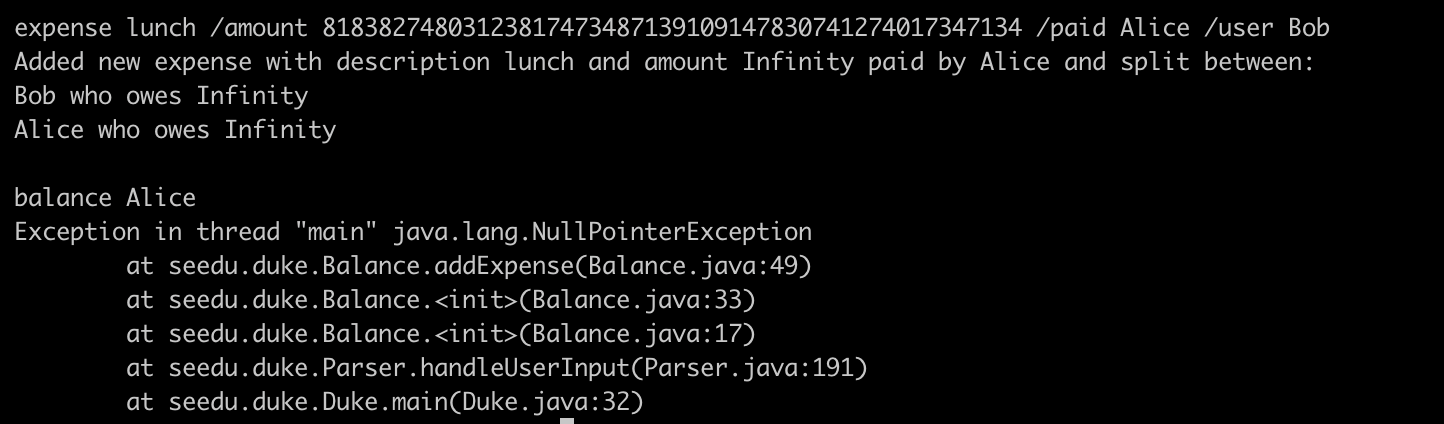 expense lunch /amount 81838274803123817473487139109147830741274017347134 /paid Alice /user Bob
Added new expense with description lunch and amount Infinity paid by Alice and split between:
Bob who owes Infinity
Alice who owes Infinity
balance Alice
Exception in thread "main" java.lang.NullPointerException
at seedu.duke.Balance.addExpense(Balance.java:49)
at seedu.duke.Balance.<init>(Balance.java:33)
at seedu.duke.Balance.<init>(Balance.java:17)
at seedu.duke.Parser.handleUserInput(Parser.java:191)
at seedu.duke.Duke.main(Duke.java:32)